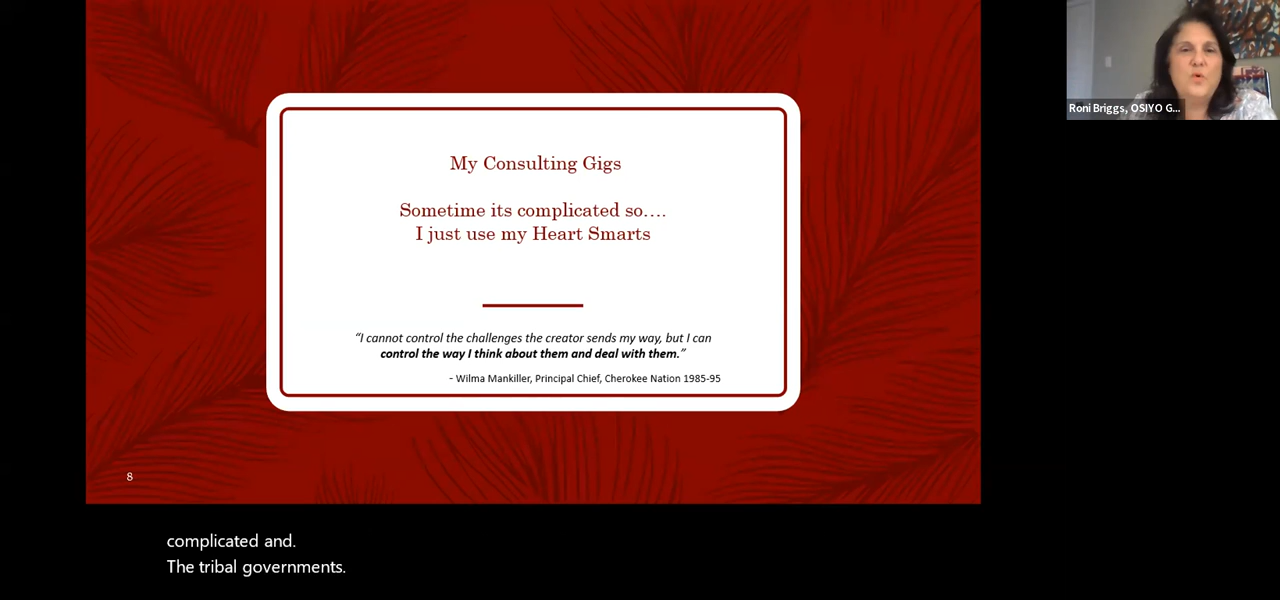 My Consulting Gigs
Sometime its complicated so....
I just use my Heart Smarts
“I cannot control the challenges the creator sends my way, but I can
control the way I think about them and deal with them.”
- Wilma Mankiller, Principal Chief, Cherokee Nation 1985-95
8
Roni Briggs, OSIYO G...
complicated and.
The tribal governments.